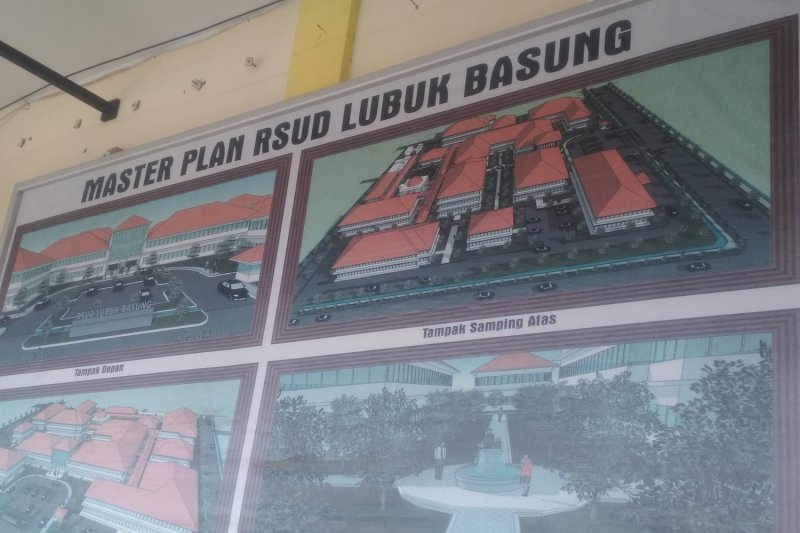 MASTER PLAN RSUD LUBUK BASUNG
RSUD LUBUK BASUNG
Tampak Depan
Tampak Samping Atas